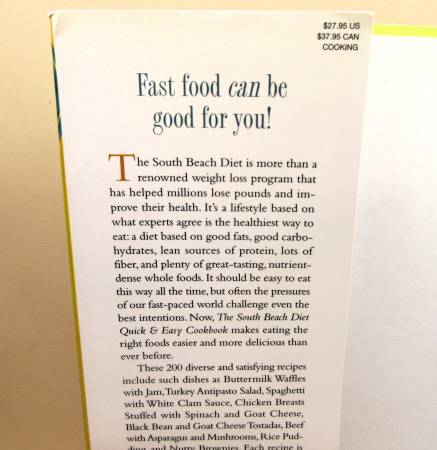 $27.95 US
$37.95 CAN
COOKING
Fast food can be
good for you!
The South Beach Diet is more than a
renowned weight loss program that
has helped millions lose pounds and im-
prove their health. It's a lifestyle based on
what experts agree is the healthiest way to
eat: a diet based on good fats, good carbo-
hydrates, lean sources of protein, lots of
fiber, and plenty of great-tasting, nutrient-
dense whole foods. It should be easy to eat
this way all the time, but often the pressures
of our fast-paced world challenge even the
best intentions. Now, The South Beach Diet
Quick & Easy Cookbook makes eating the
right foods easier and more delicious than
ever before.
These 200 diverse and satisfying recipes
include such dishes as Buttermilk Waffles
with Jam, Turkey Antipasto Salad, Spaghetti
with White Clam Sauce, Chicken Breasts
Stuffed with Spinach and Goat Cheese,
Black Bean and Goat Cheese Tostadas, Beef
with Asparagus and Mushrooms, Rice Pud-
ding, and Nutty Brownies. Each recipe is